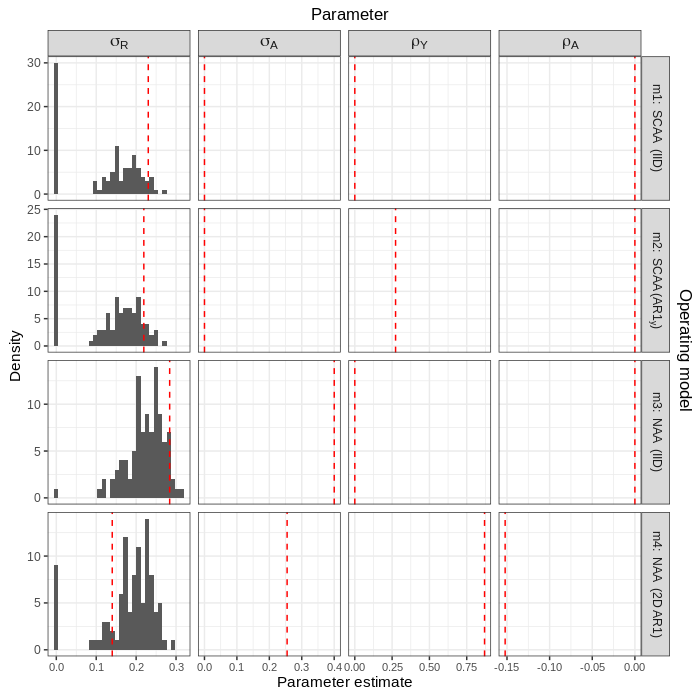 Parameter
σR σA ρY ρA
30
20
10
0
m1: SCAA (IID)
25
20
15
10
5
0
m2: SCAA (AR1y)
10
5
0
m3: NAA (IID)
10
5
0
m4: NAA (2D AR1)
Density
Operating model
0.0 0.1 0.2 0.3 0.0 0.1 0.2 0.3 0.4 0.00 0.25 0.50 0.75 -0.15 -0.10 -0.05 0.00
Parameter estimate